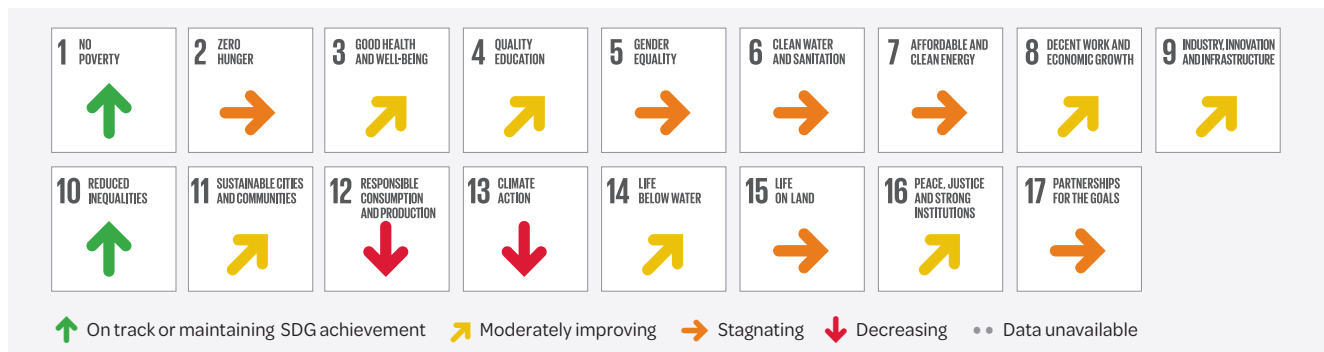 1 NO
POVERTY
2 ZERO
HUNGER
3 GOOD HEALTH
AND WELL-BEING
4 QUALITY
EDUCATION
5 GENDER
EQUALITY
6 CLEAN WATER
AND SANITATION
7 AFFORDABLE AND
CLEAN ENERGY
8 DECENT WORK AND
ECONOMIC GROWTH
9 INDUSTRY, INNOVATION
AND INFRASTRUCTURE
10 REDUCED
INEQUALITIES
11 SUSTAINABLE CITIES
AND COMMUNITIES
12 RESPONSIBLE
CONSUMPTION
AND PRODUCTION
13 CLIMATE
ACTION
14 LIFE
BELOW WATER
15 LIFE
ON LAND
16 PEACE, JUSTICE
AND STRONG
INSTITUTIONS
17 PARTNERSHIPS
FOR THE GOALS
On track or maintaining SDG achievement
Moderately improving
Stagnating
Decreasing
Data unavailable